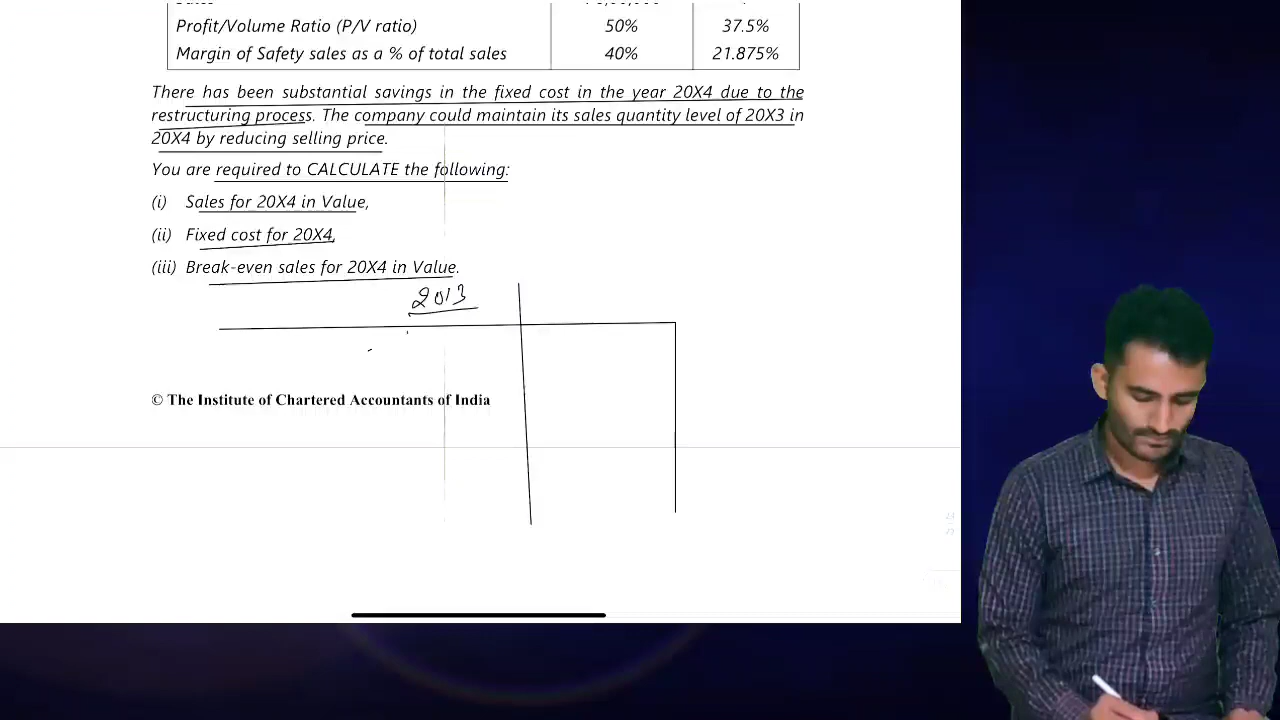 Profit/Volume Ratio (P/V ratio) 50% 37.5%
Margin of Safety sales as a % of total sales 40% 21.875%
There has been substantial savings in the fixed cost in the year 20X4 due to the
restructuring process. The company could maintain its sales quantity level of 20X3 in
20X4 by reducing selling price.
You are required to CALCULATE the following:
(i) Sales for 20X4 in Value,
(ii) Fixed cost for 20X4,
(iii) Break-even sales for 20X4 in Value.
2013
© The Institute of Chartered Accountants of India